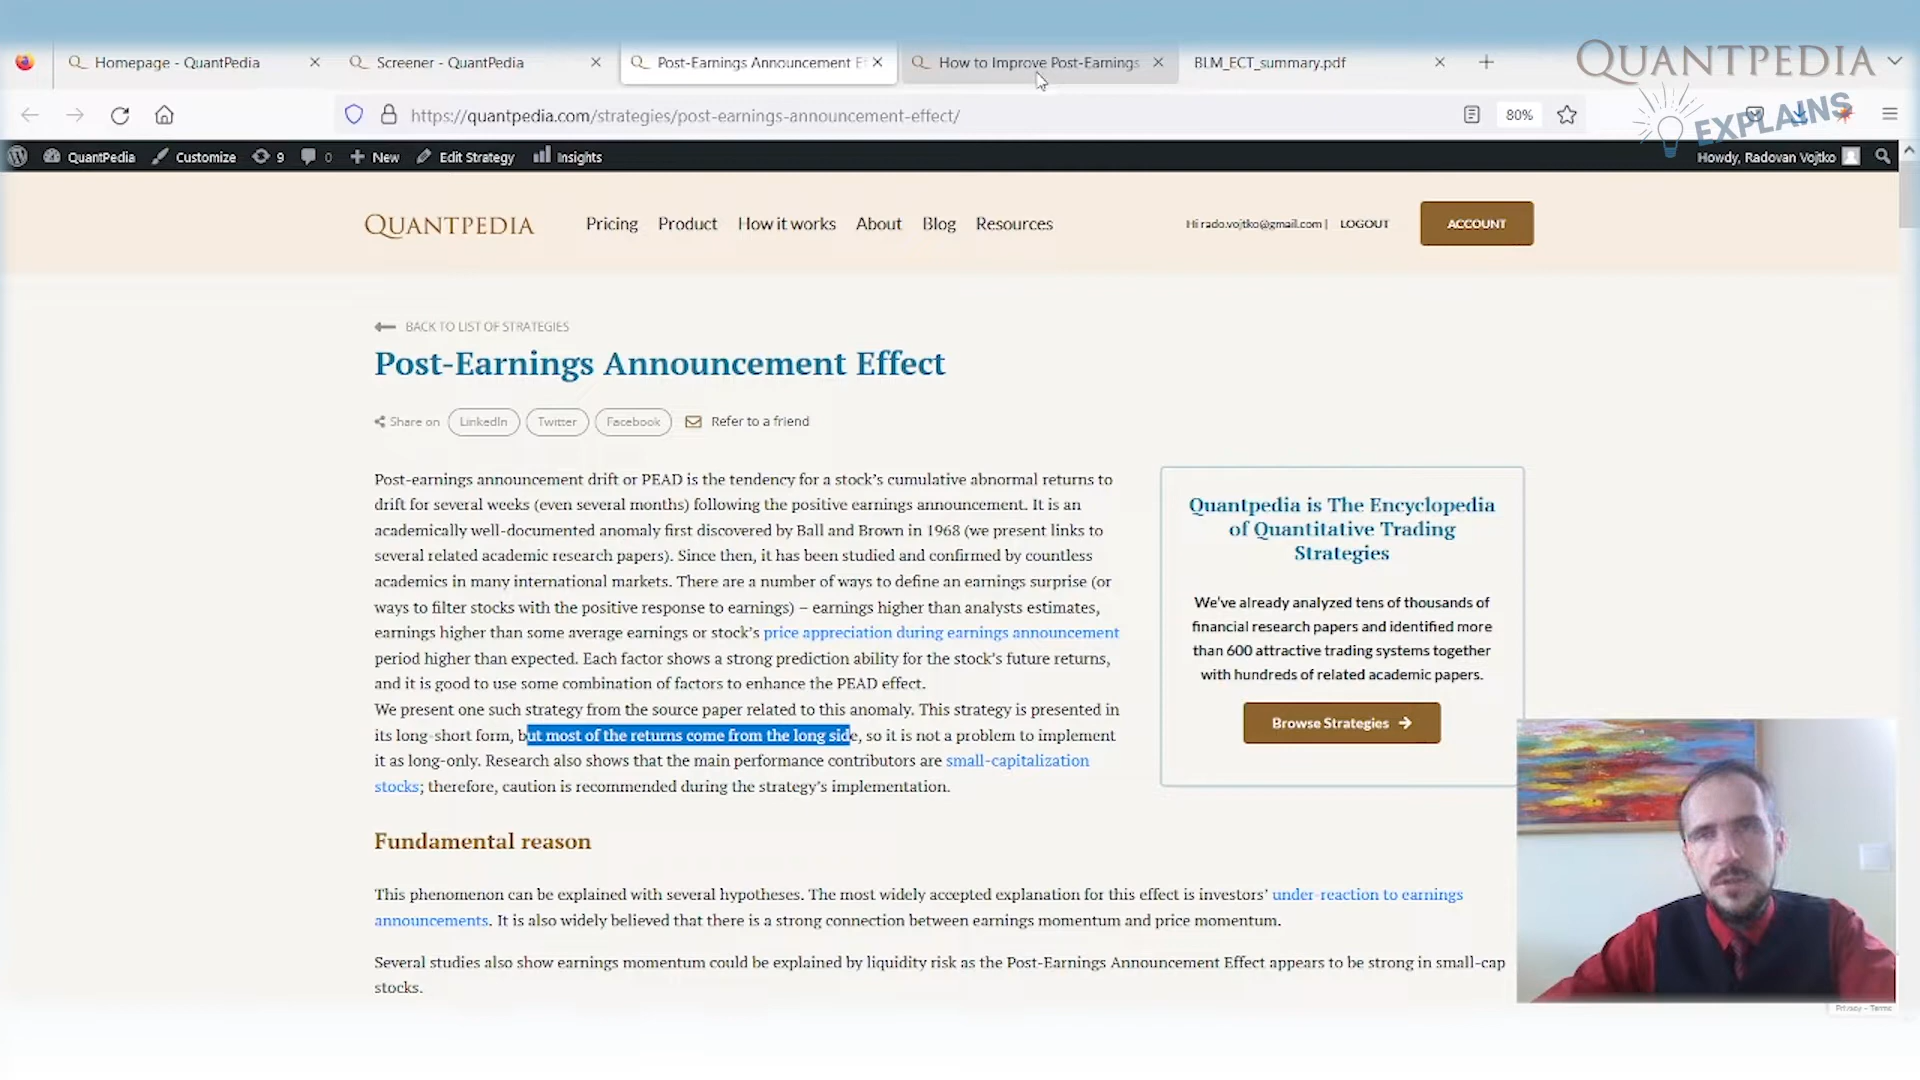 Homepage - QuantPedia
Screener - QuantPedia
Post-Earnings Announcement E
How to Improve Post-Earnings
BLM_ECT_summary.pdf
QUANTPEDIA
EXPLAINS
https://quantpedia.com/strategies/post-earnings-announcement-effect/
80%
QuantPedia
Customize
9
0
New
Edit Strategy
Insights
Howdy, Radovan Vojtko
QUANTPEDIA
Pricing
Product
How it works
About
Blog
Resources
Hi rado.vojtko@gmail.com |
LOGOUT
ACCOUNT
BACK TO LIST OF STRATEGIES
Post-Earnings Announcement Effect
Share on
LinkedIn
Twitter
Facebook
Refer to a friend
Post-earnings announcement drift or PEAD is the tendency for a stock's cumulative abnormal returns to
drift for several weeks (even several months) following the positive earnings announcement. It is an
academically well-documented anomaly first discovered by Ball and Brown in 1968 (we present links to
several related academic research papers). Since then, it has been studied and confirmed by countless
academics in many international markets. There are a number of ways to define an earnings surprise (or
ways to filter stocks with the positive response to earnings) – earnings higher than analysts estimates,
earnings higher than some average earnings or stock's price appreciation during earnings announcement
period higher than expected. Each factor shows a strong prediction ability for the stock's future returns,
and it is good to use some combination of factors to enhance the PEAD effect.
We present one such strategy from the source paper related to this anomaly. This strategy is presented in
its long-short form, but most of the returns come from the long side, so it is not a problem to implement
it as long-only. Research also shows that the main performance contributors are small-capitalization
stocks; therefore, caution is recommended during the strategy's implementation.
Quantpedia is The Encyclopedia
of Quantitative Trading
Strategies
We've already analyzed tens of thousands of
financial research papers and identified more
than 600 attractive trading systems together
with hundreds of related academic papers.
Browse Strategies
Fundamental reason
This phenomenon can be explained with several hypotheses. The most widely accepted explanation for this effect is investors' under-reaction to earnings
announcements. It is also widely believed that there is a strong connection between earnings momentum and price momentum.
Several studies also show earnings momentum could be explained by liquidity risk as the Post-Earnings Announcement Effect appears to be strong in small-cap
stocks.
Privacy - Terms